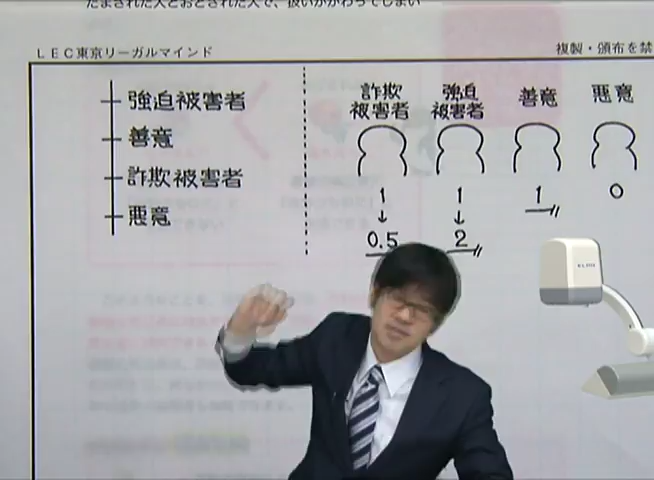 だまされた人とおどされた人で、扱いがかわってしまい
LEC東京リーガルマインド
複製・頒布を禁
強迫被害者
善意
詐欺被害者
悪意
詐欺
被害者
強迫
被害者
善意
悪意
1
1
1
0
0.5
2
ELMO